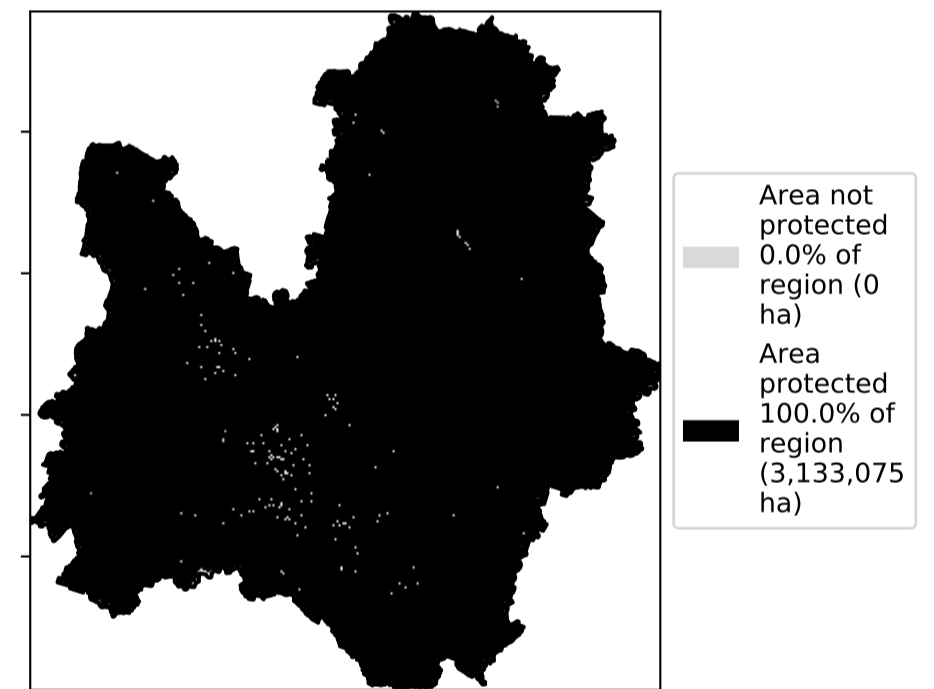 Area not
protected
0.0% of
region (0
ha)
Area
protected
100.0% of
region
(3,133,075
ha)